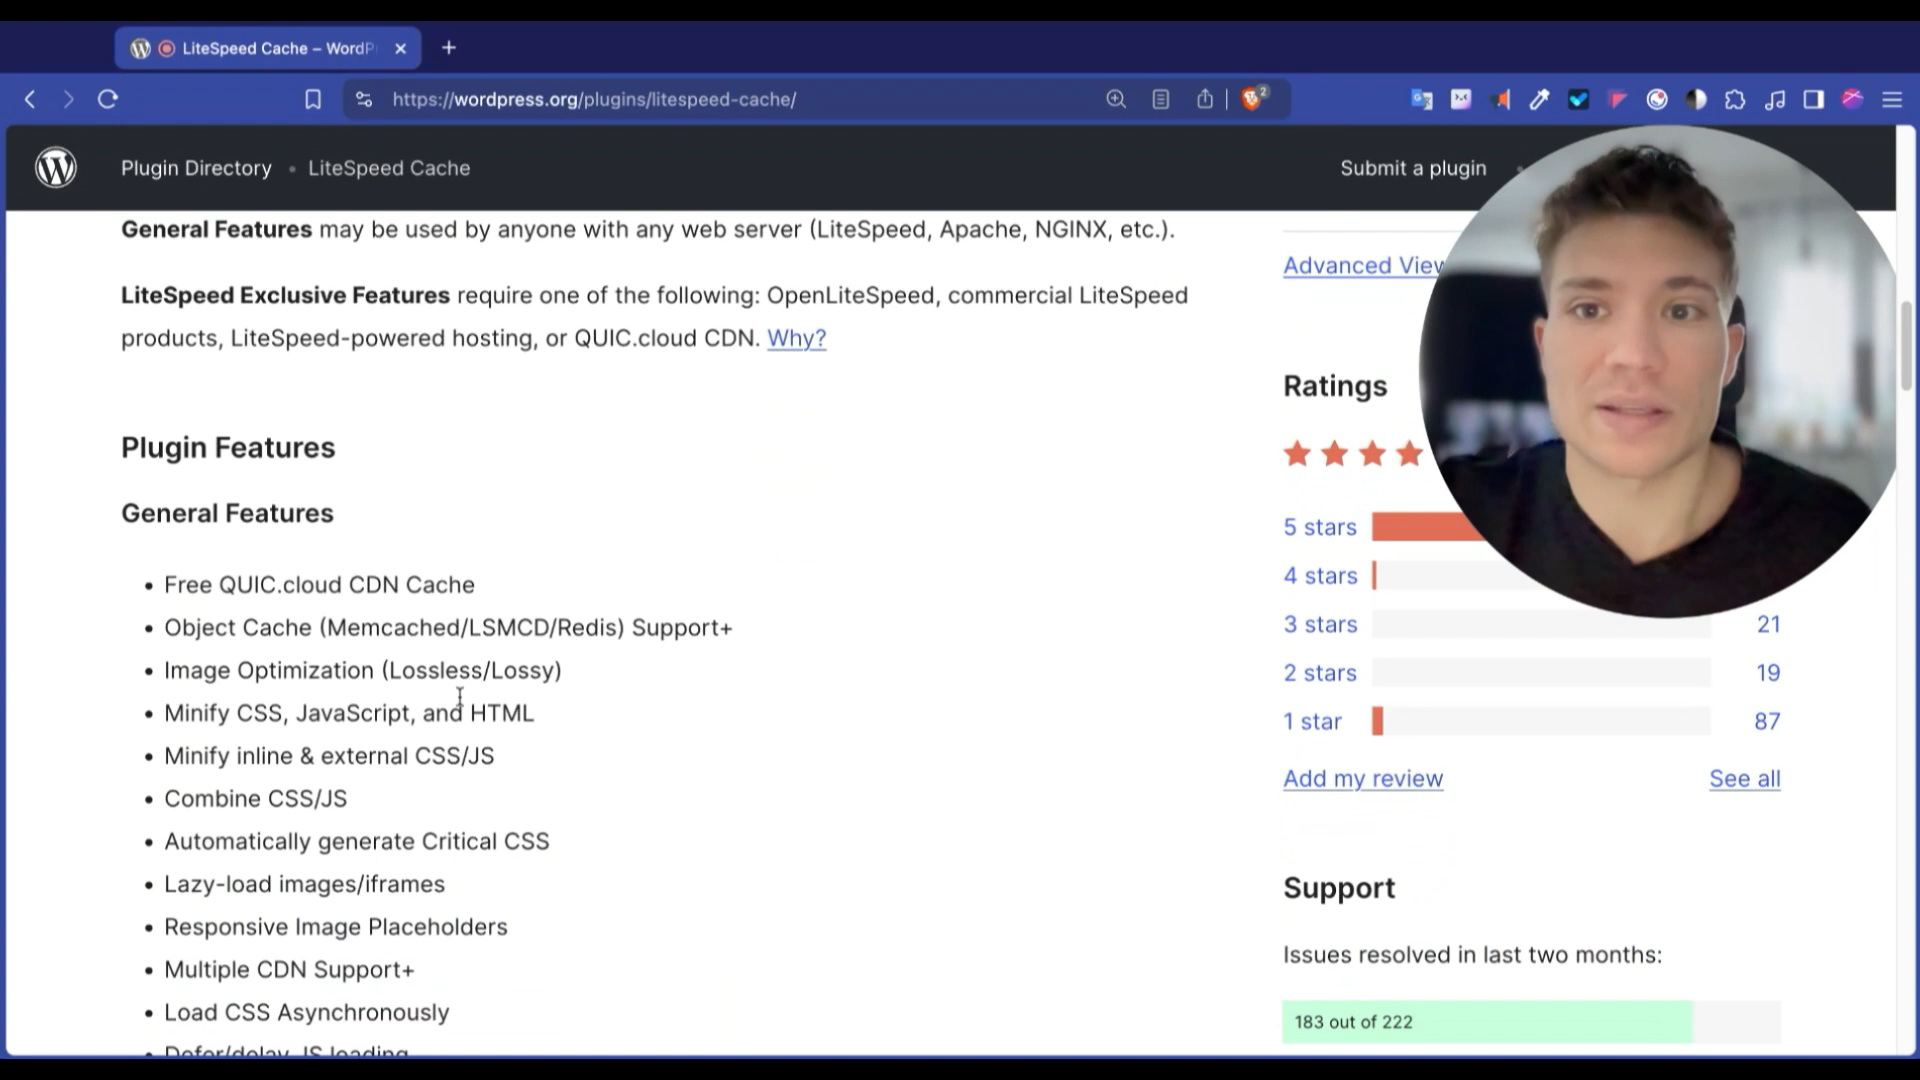 LiteSpeed Cache – WordP
https://wordpress.org/plugins/litespeed-cache/
2
Plugin Directory • LiteSpeed Cache
Submit a plugin
General Features may be used by anyone with any web server (LiteSpeed, Apache, NGINX, etc.).
LiteSpeed Exclusive Features require one of the following: OpenLiteSpeed, commercial LiteSpeed
products, LiteSpeed-powered hosting, or QUIC.cloud CDN. Why?
Plugin Features
General Features
• Free QUIC.cloud CDN Cache
• Object Cache (Memcached/LSMCD/Redis) Support+
• Image Optimization (Lossless/Lossy)
• Minify CSS, JavaScript, and HTML
• Minify inline & external CSS/JS
• Combine CSS/JS
• Automatically generate Critical CSS
• Lazy-load images/iframes
• Responsive Image Placeholders
• Multiple CDN Support+
• Load CSS Asynchronously
• Defer/delay JS loading
Advanced View
Ratings
5 stars
4 stars
3 stars 21
2 stars 19
1 star 87
Add my review See all
Support
Issues resolved in last two months:
183 out of 222